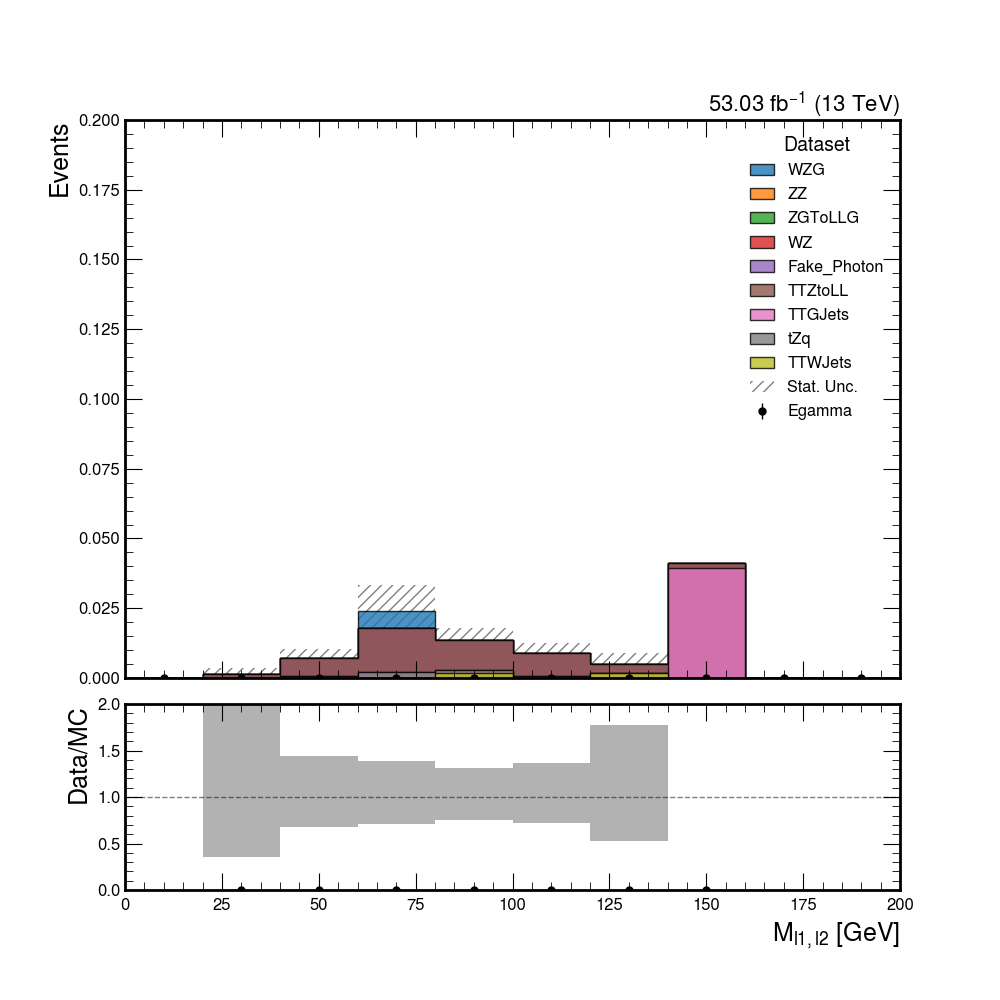 53.03 fb⁻¹ (13 TeV)
Events
0.200
0.175
0.150
0.125
0.100
0.075
0.050
0.025
0.000
Dataset
WZG
ZZ
ZGToLLG
WZ
Fake_Photon
TTZtoLL
TTGJets
tZq
TTWJets
Stat. Unc.
Egamma
Data/MC
2.0
1.5
1.0
0.5
0.0
0 25 50 75 100 125 150 175 200
M_{l1, l2} [GeV]